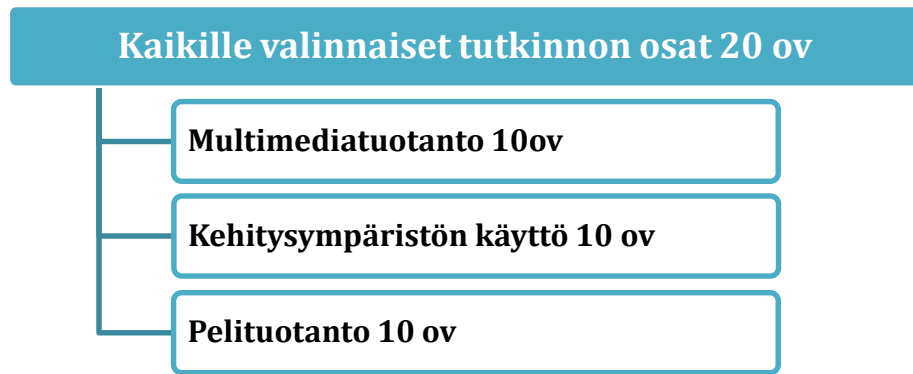 Kaikille valinnaiset tutkinnon osat 20 ov
Multimediatuotanto 10ov
Kehitysympäristön käyttö 10 ov
Pelituotanto 10 ov